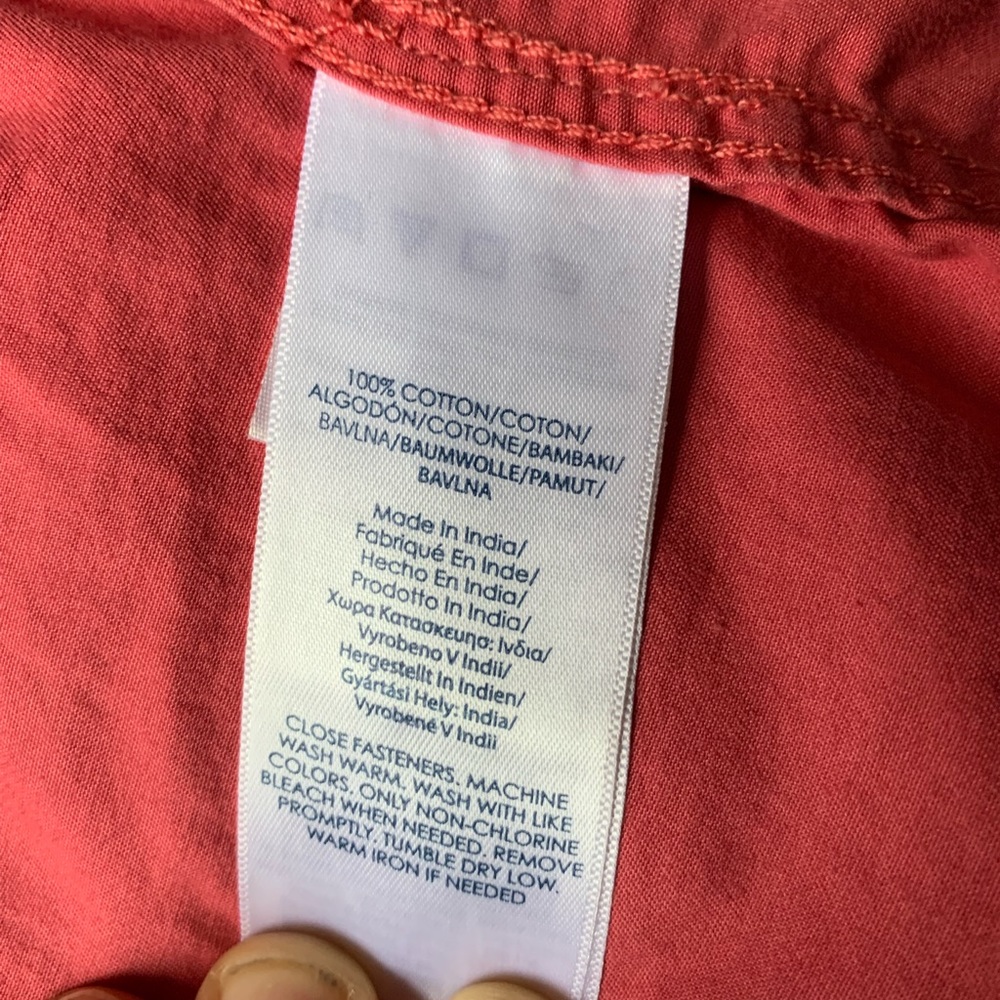 100% COTTON/COTON/
ALGODÓN/COTONE/BAMBAKI/
BAVLNA/BAUMWOLLE/PAMUT/
BAVLNA
Made In India/
Fabriqué En Inde/
Hecho En India/
Prodotto In India/
Χωρα Κατασκευησ: Ινδια/
Vyrobeno V Indii/
Hergestellt In Indien/
Gyártási Hely: India/
Vyrobené V Indii
CLOSE FASTENERS. MACHINE
WASH WARM. WASH WITH LIKE
COLORS. ONLY NON-CHLORINE
BLEACH WHEN NEEDED. REMOVE
PROMPTLY. TUMBLE DRY LOW.
WARM IRON IF NEEDED